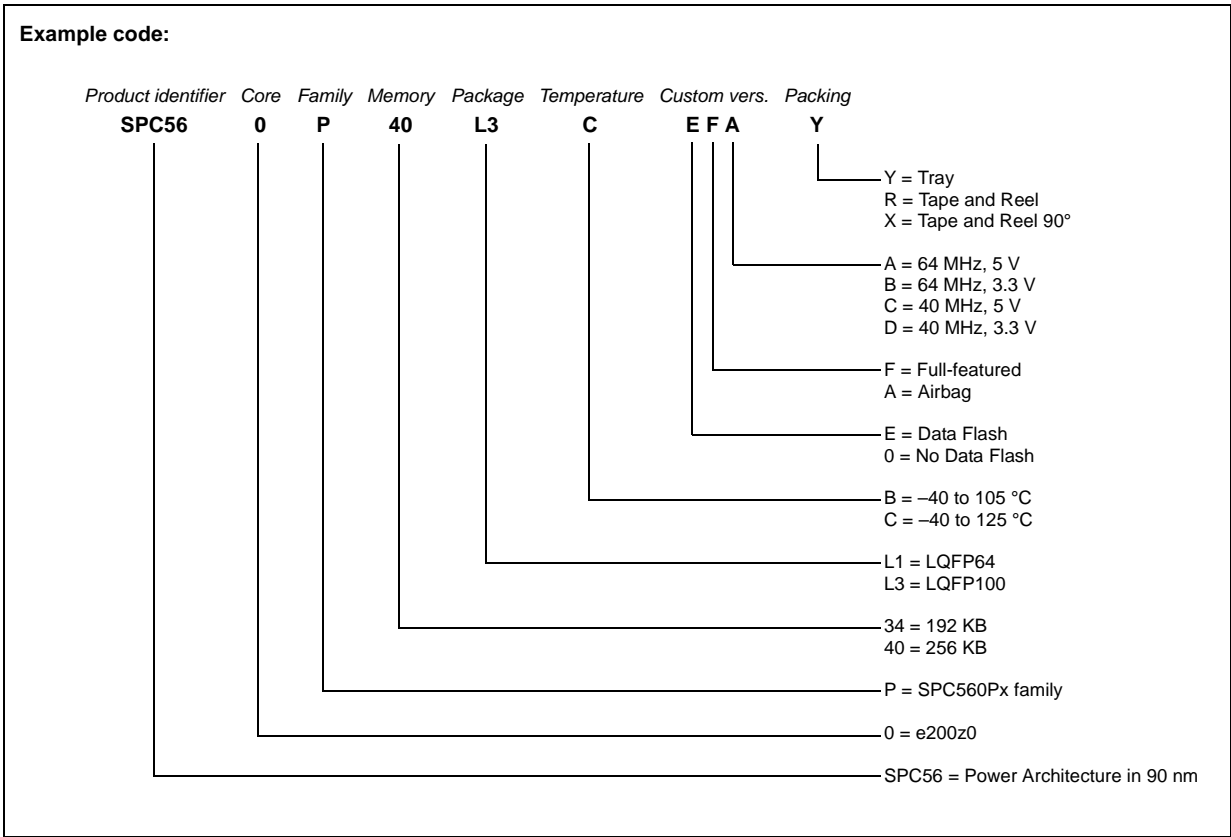 Example code:
Product identifier Core Family Memory Package Temperature Custom vers. Packing
SPC56 0 P 40 L3 C E F A Y
Y = Tray
R = Tape and Reel
X = Tape and Reel 90°
A = 64 MHz, 5 V
B = 64 MHz, 3.3 V
C = 40 MHz, 5 V
D = 40 MHz, 3.3 V
F = Full-featured
A = Airbag
E = Data Flash
0 = No Data Flash
B = –40 to 105 °C
C = –40 to 125 °C
L1 = LQFP64
L3 = LQFP100
34 = 192 KB
40 = 256 KB
P = SPC560Px family
0 = e200z0
SPC56 = Power Architecture in 90 nm